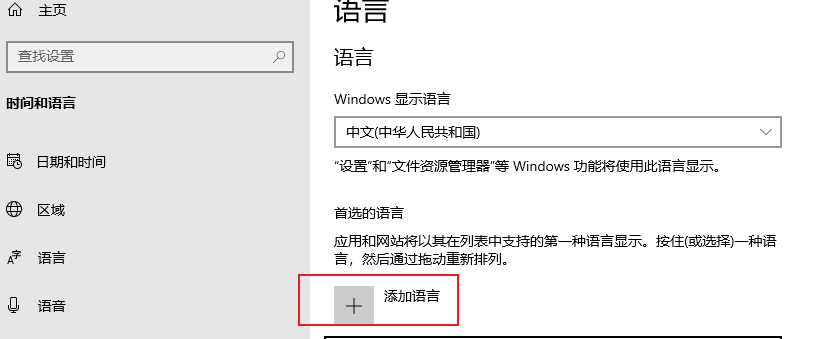 主页
查找设置
时间和语言
日期和时间
区域
语言
语音
语言
语言
Windows 显示语言
中文(中华人民共和国)
“设置”和“文件资源管理器”等 Windows 功能将使用此语言显示。
首选的语言
应用和网站将以其在列表中支持的第一种语言显示。按住(或选择)一种语
言，然后通过拖动重新排列。
添加语言